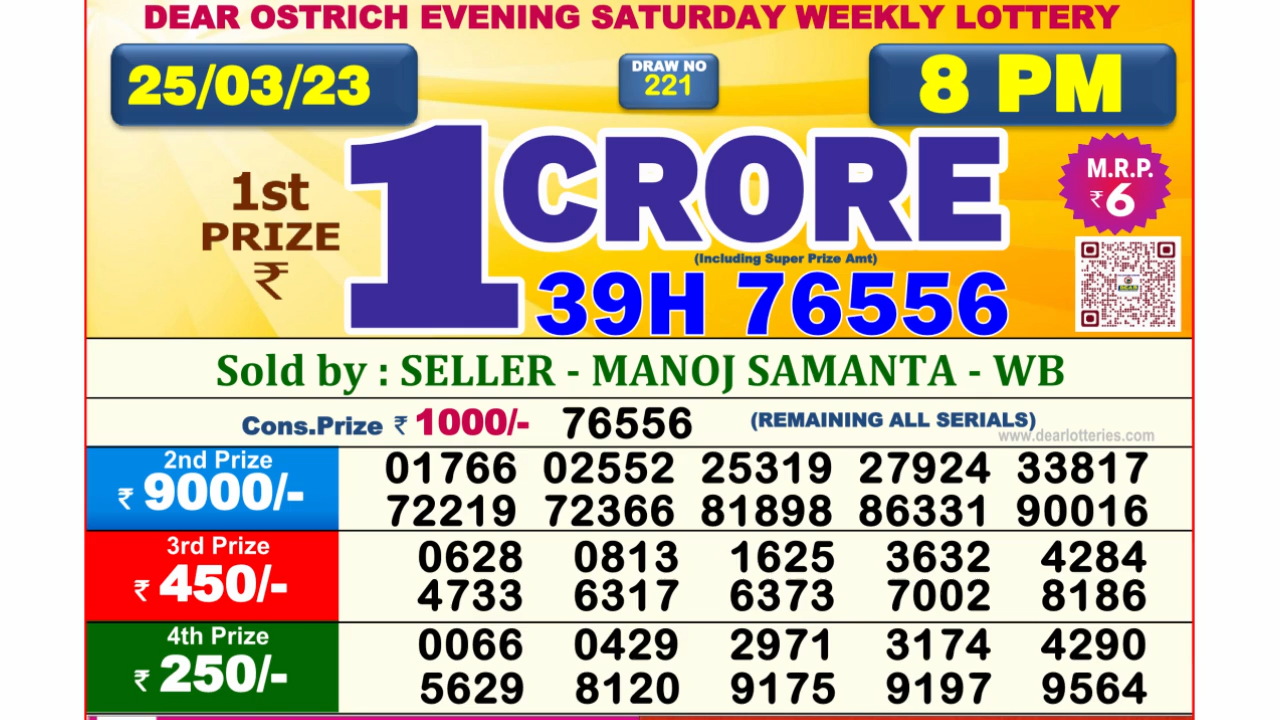 DEAR OSTRICH EVENING SATURDAY WEEKLY LOTTERY
25/03/23
DRAW NO
221
8 PM
1st
PRIZE
₹
1 CRORE
(Including Super Prize Amt)
39H 76556
M.R.P.
₹ 6
Sold by : SELLER - MANOJ SAMANTA - WB
Cons.Prize ₹ 1000/- 76556 (REMAINING ALL SERIALS)
www.dearlotteries.com
2nd Prize
₹ 9000/-
01766 02552 25319 27924 33817
72219 72366 81898 86331 90016
3rd Prize
₹ 450/-
0628 0813 1625 3632 4284
4733 6317 6373 7002 8186
4th Prize
₹ 250/-
0066 0429 2971 3174 4290
5629 8120 9175 9197 9564